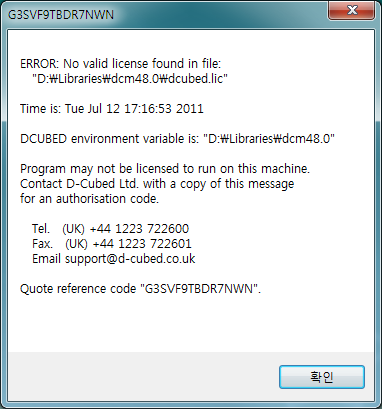 G3SVF9TBDR7NWN
ERROR: No valid license found in file:
"D:₩Libraries₩dcm48.0₩dcubed.lic"
Time is: Tue Jul 12 17:16:53 2011
DCUBED environment variable is: "D:₩Libraries₩dcm48.0"
Program may not be licensed to run on this machine.
Contact D-Cubed Ltd. with a copy of this message
for an authorisation code.
Tel. (UK) +44 1223 722600
Fax. (UK) +44 1223 722601
Email support@d-cubed.co.uk
Quote reference code "G3SVF9TBDR7NWN".
확인